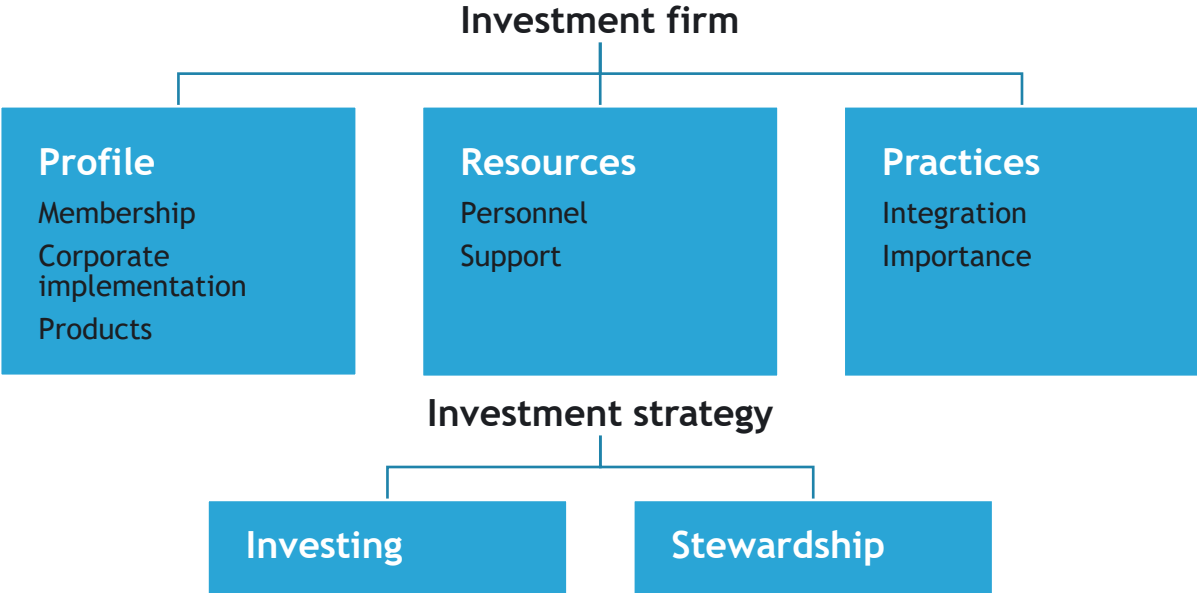 Investment firm
Profile
Membership
Corporate
implementation
Products
Resources
Personnel
Support
Practices
Integration
Importance
Investment strategy
Investing
Stewardship